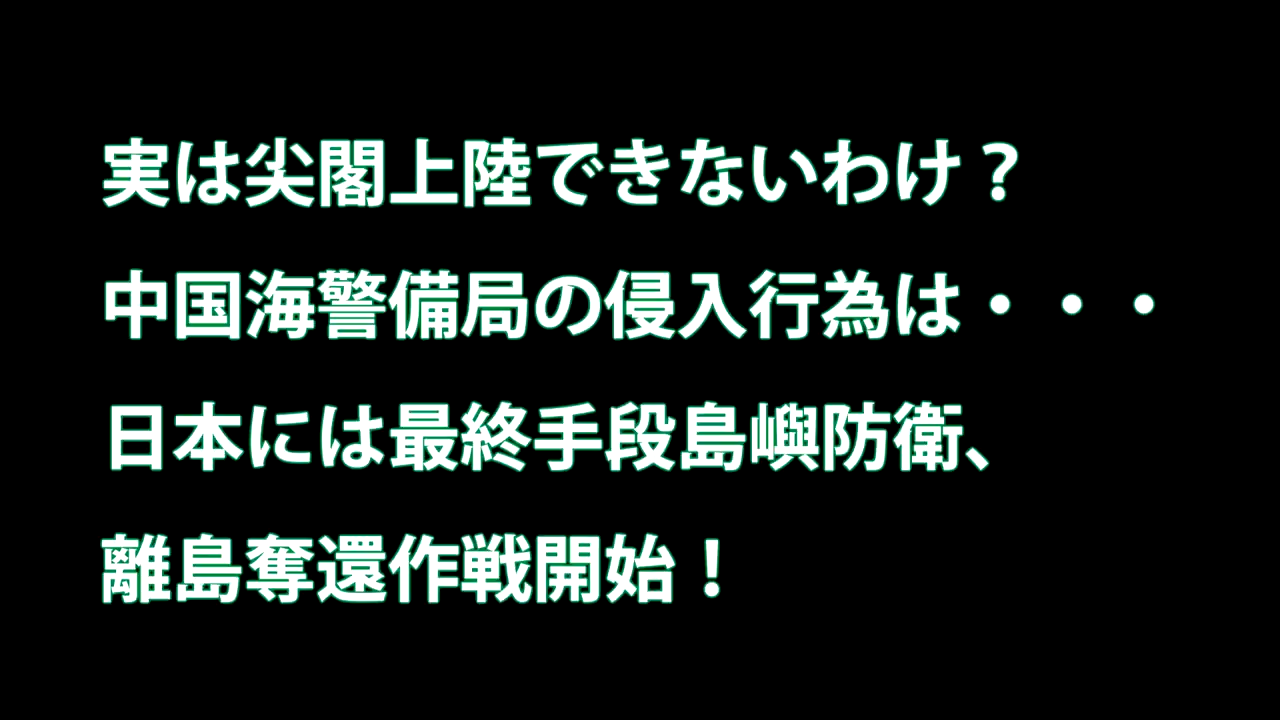 実は尖閣上陸できないわけ？
中国海警備局の侵入行為は・・・
日本には最終手段島嶼防衛、
離島奪還作戦開始！